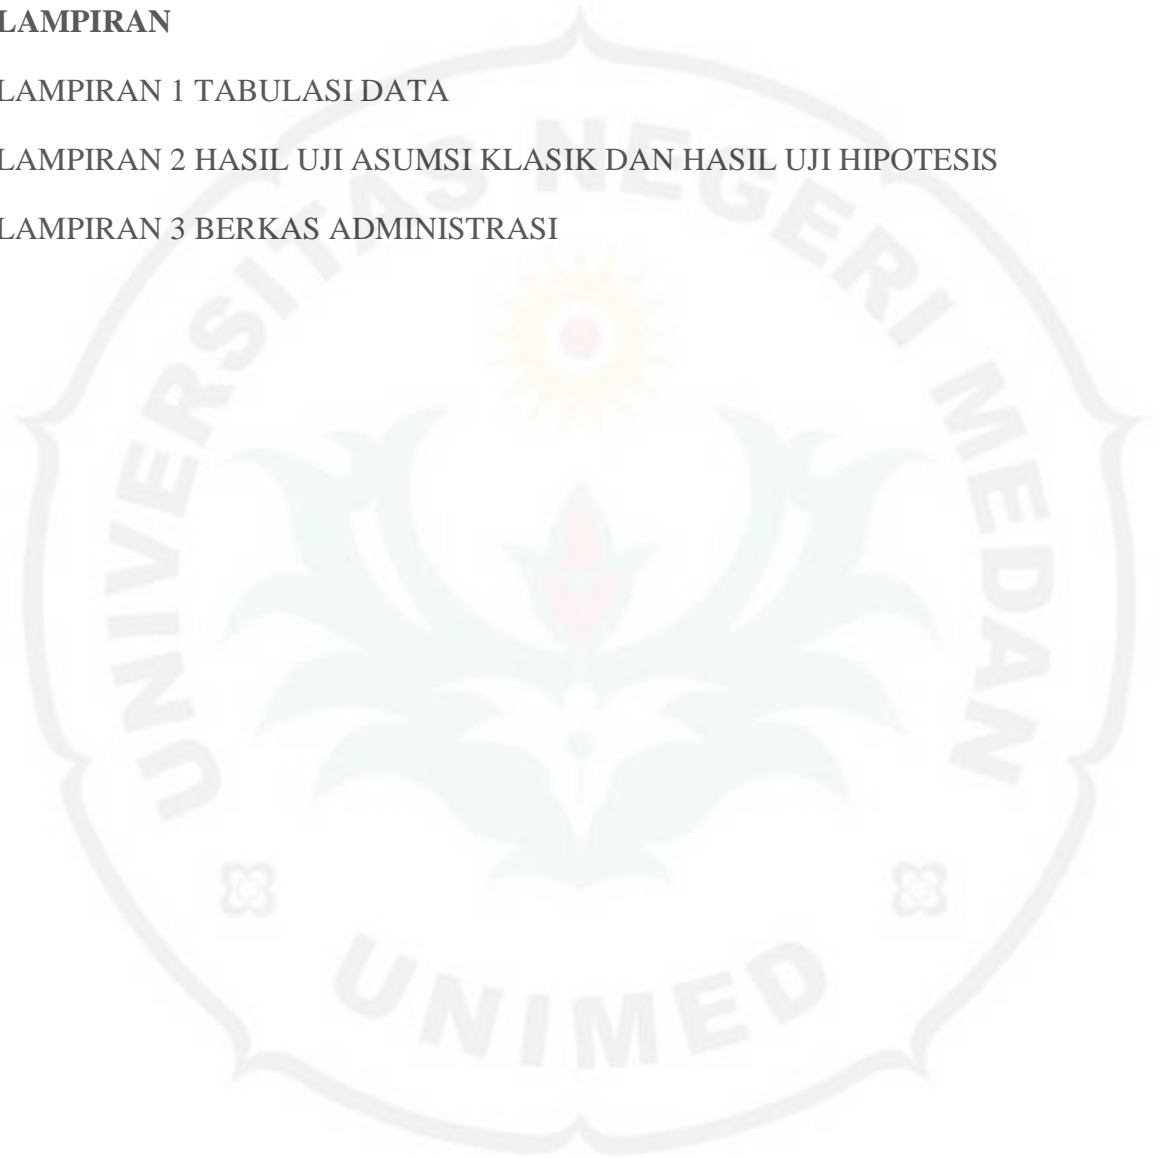 LAMPIRAN
LAMPIRAN 1 TABULASI DATA
LAMPIRAN 2 HASIL UJI ASUMSI KLASIK DAN HASIL UJI HIPOTESIS
LAMPIRAN 3 BERKAS ADMINISTRASI
UNIVERSITAS NEGERI MEDAN
UNIMED